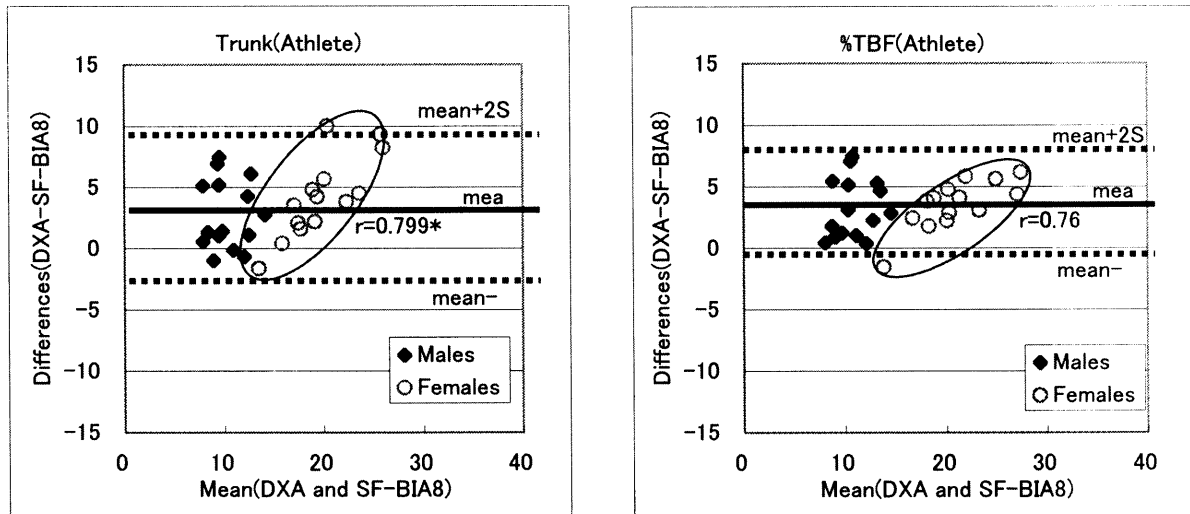 Trunk(Athlete)
Differences(DXA-SF-BIA8)
15
10
5
0
-5
-10
-15
mean+2S
mea
r=0.799*
mean-
Males
Females
0
10
20
30
40
Mean(DXA and SF-BIA8)
%TBF(Athlete)
Differences(DXA-SF-BIA8)
15
10
5
0
-5
-10
-15
mean+2S
mea
r=0.76
mean-
Males
Females
0
10
20
30
40
Mean(DXA and SF-BIA8)